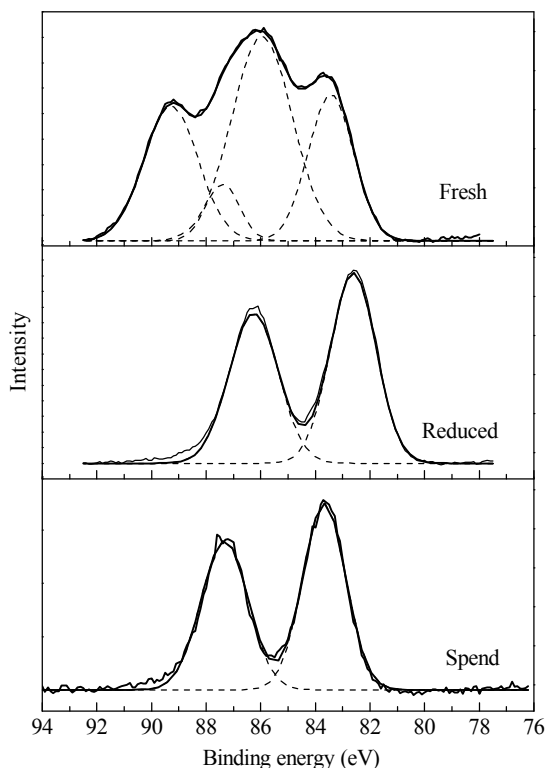 Fresh
Reduced
Spend
Intensity
94 92 90 88 86 84 82 80 78 76
Binding energy (eV)